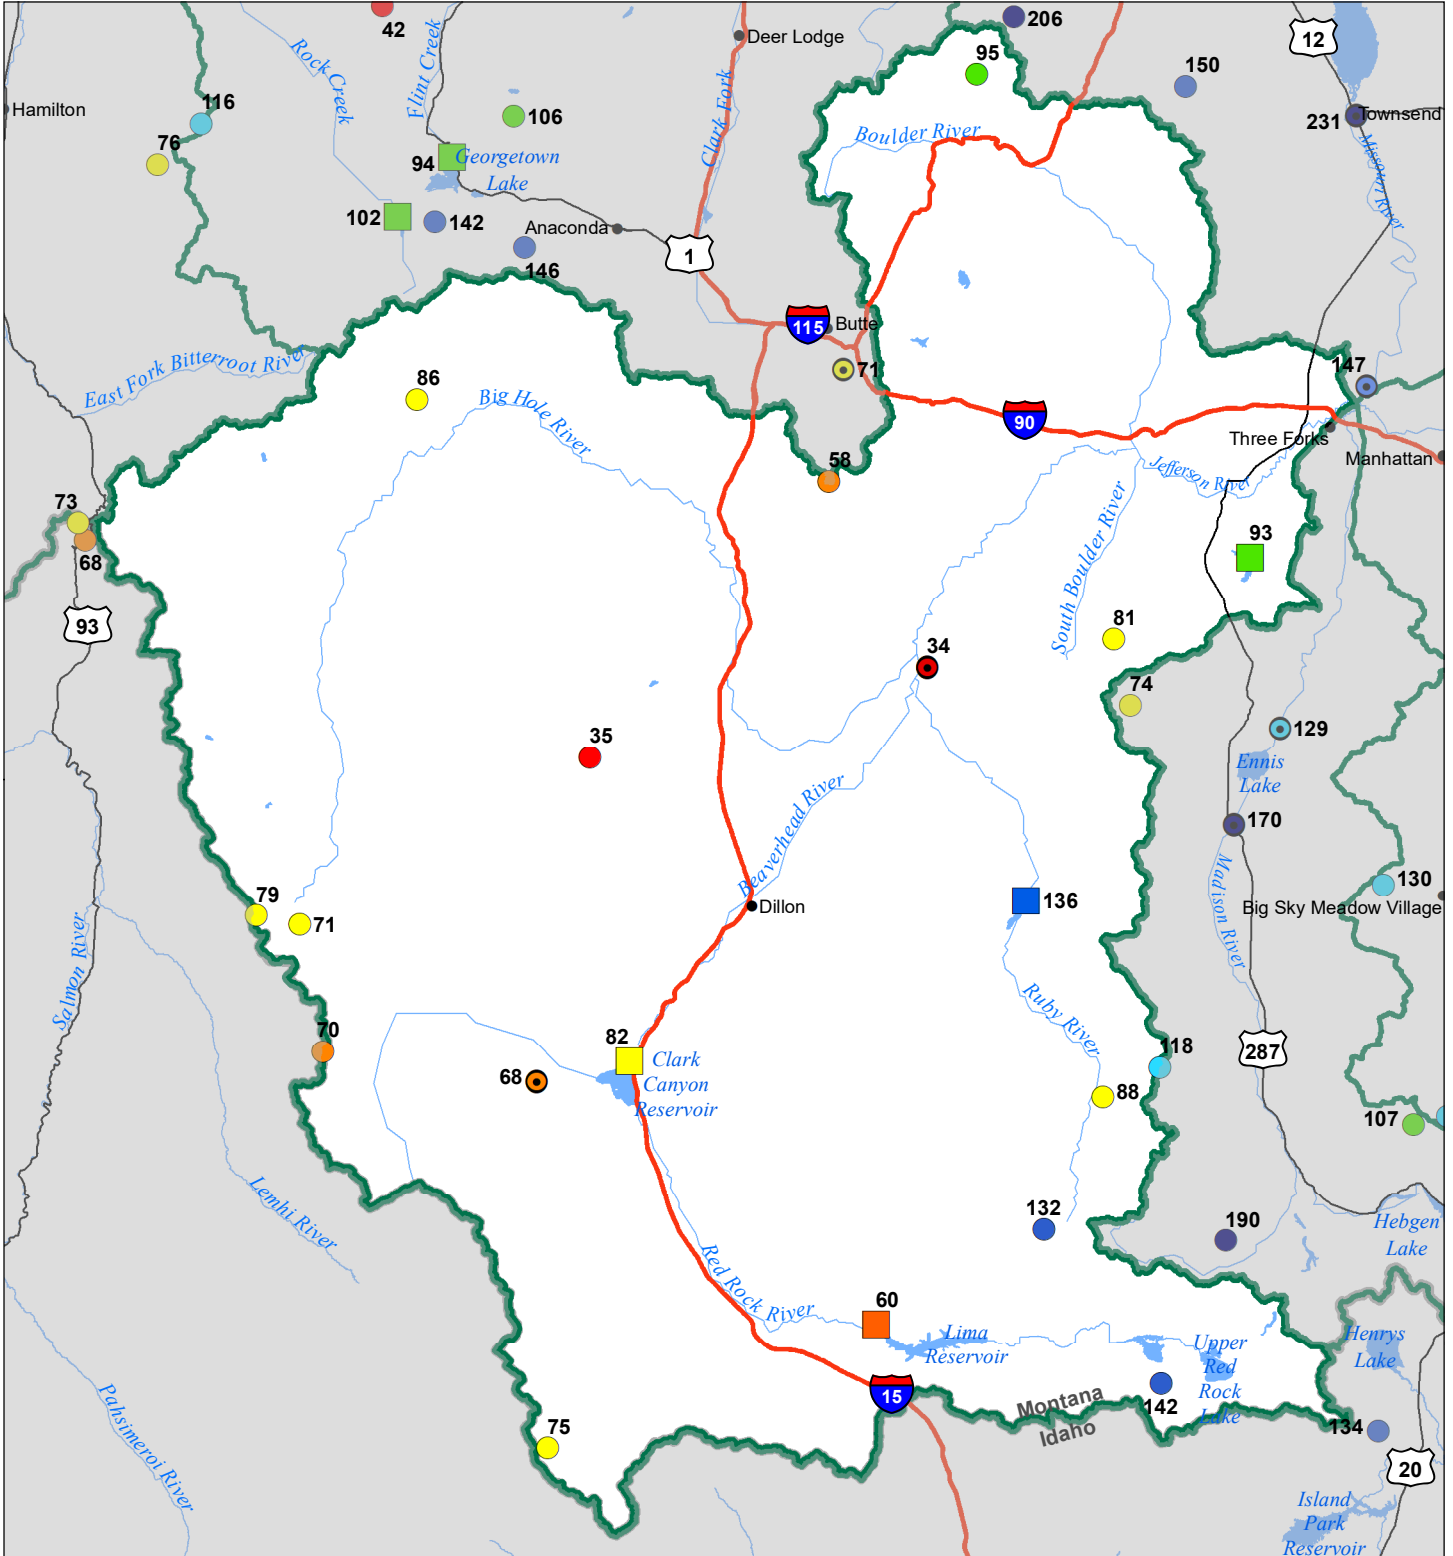 42
Rock Creek
Flint Creek
Deer Lodge
Clark Fork
206
95
12
150
Hamilton
116
106
231
Townsend
Missouri River
76
94
Georgetown
Lake
Boulder River
102
142
Anaconda
146
1
115
Butte
71
147
East Fork Bitterroot River
86
Big Hole River
90
Three Forks
Manhattan
58
Jefferson River
73
68
South Boulder River
93
93
81
34
74
35
129
Ennis
Lake
Beaverhead River
170
79
71
Dillon
136
130
Big Sky Meadow Village
Madison River
Salmon River
Ruby River
70
82
Clark
Canyon
Reservoir
68
118
287
88
107
Lemhi River
132
190
Hebgen
Lake
Red Rock River
60
Lima
Reservoir
Upper
Red
Rock
Lake
Henrys
Lake
15
Montana
Idaho
142
134
Pahsimeroi River
75
20
Island
Park
Reservoir